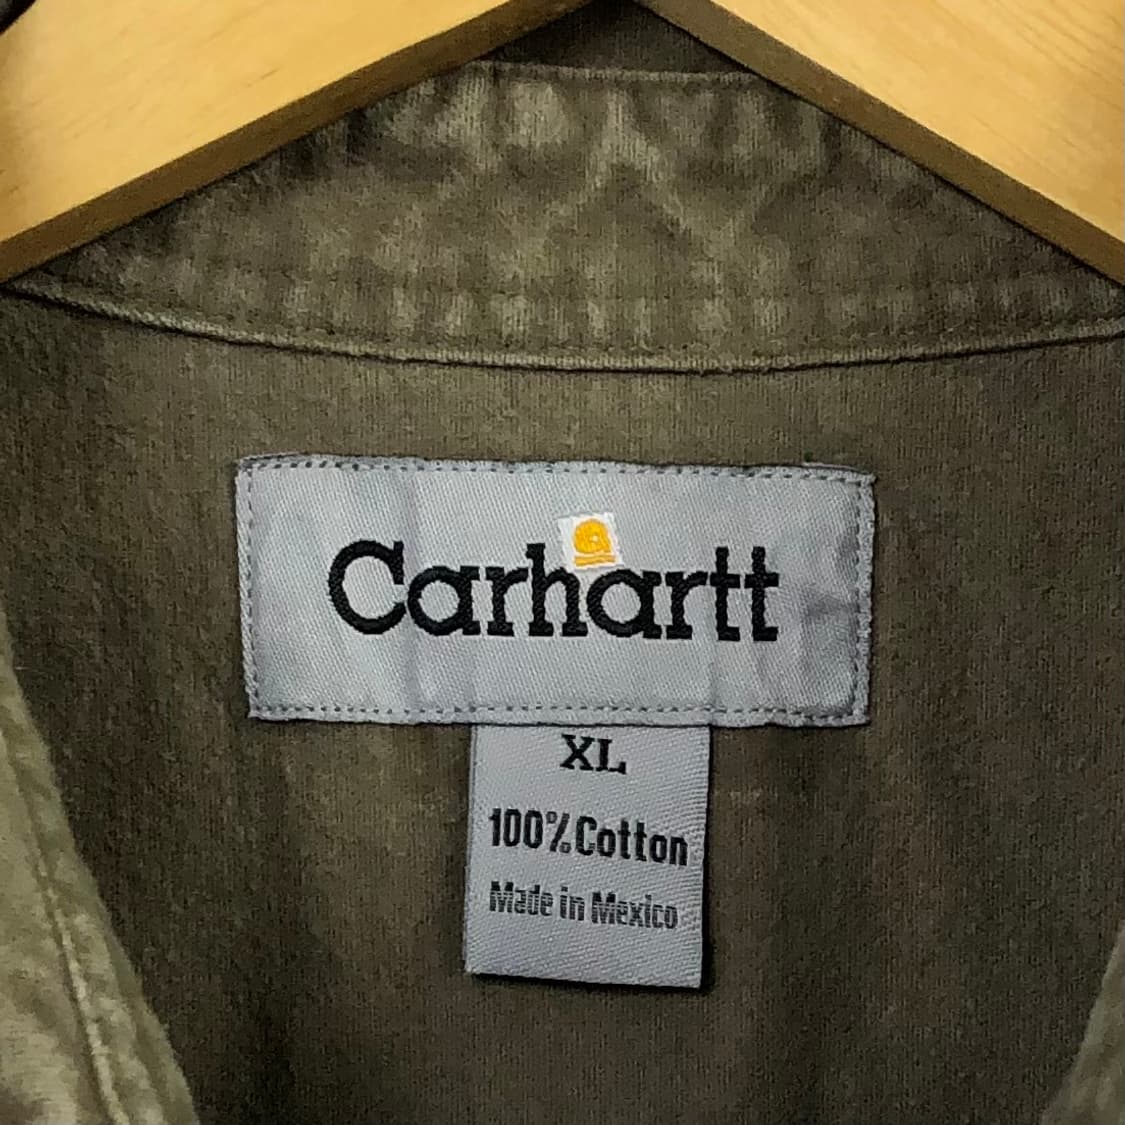 Carhartt
XL
100% Cotton
Made in Mexico